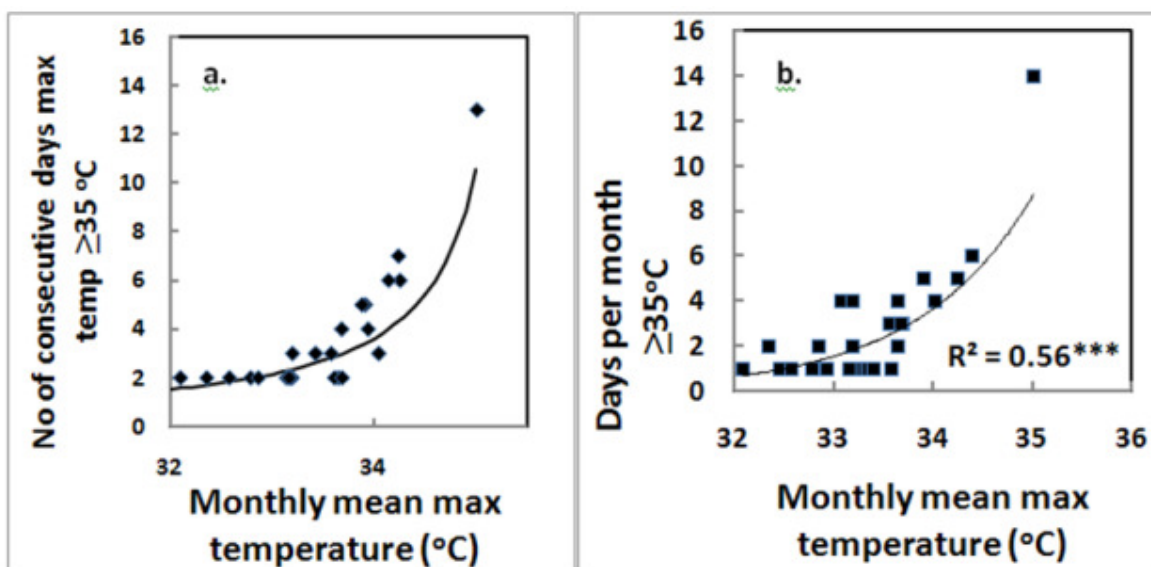 a.
No of consecutive days max
temp ≥35 °C
16
14
12
10
8
6
4
2
0
32
34
Monthly mean max
temperature (°C)
b.
Days per month
≥35°C
16
14
12
10
8
6
4
2
0
R² = 0.56***
32
33
34
35
36
Monthly mean max
temperature (°C)